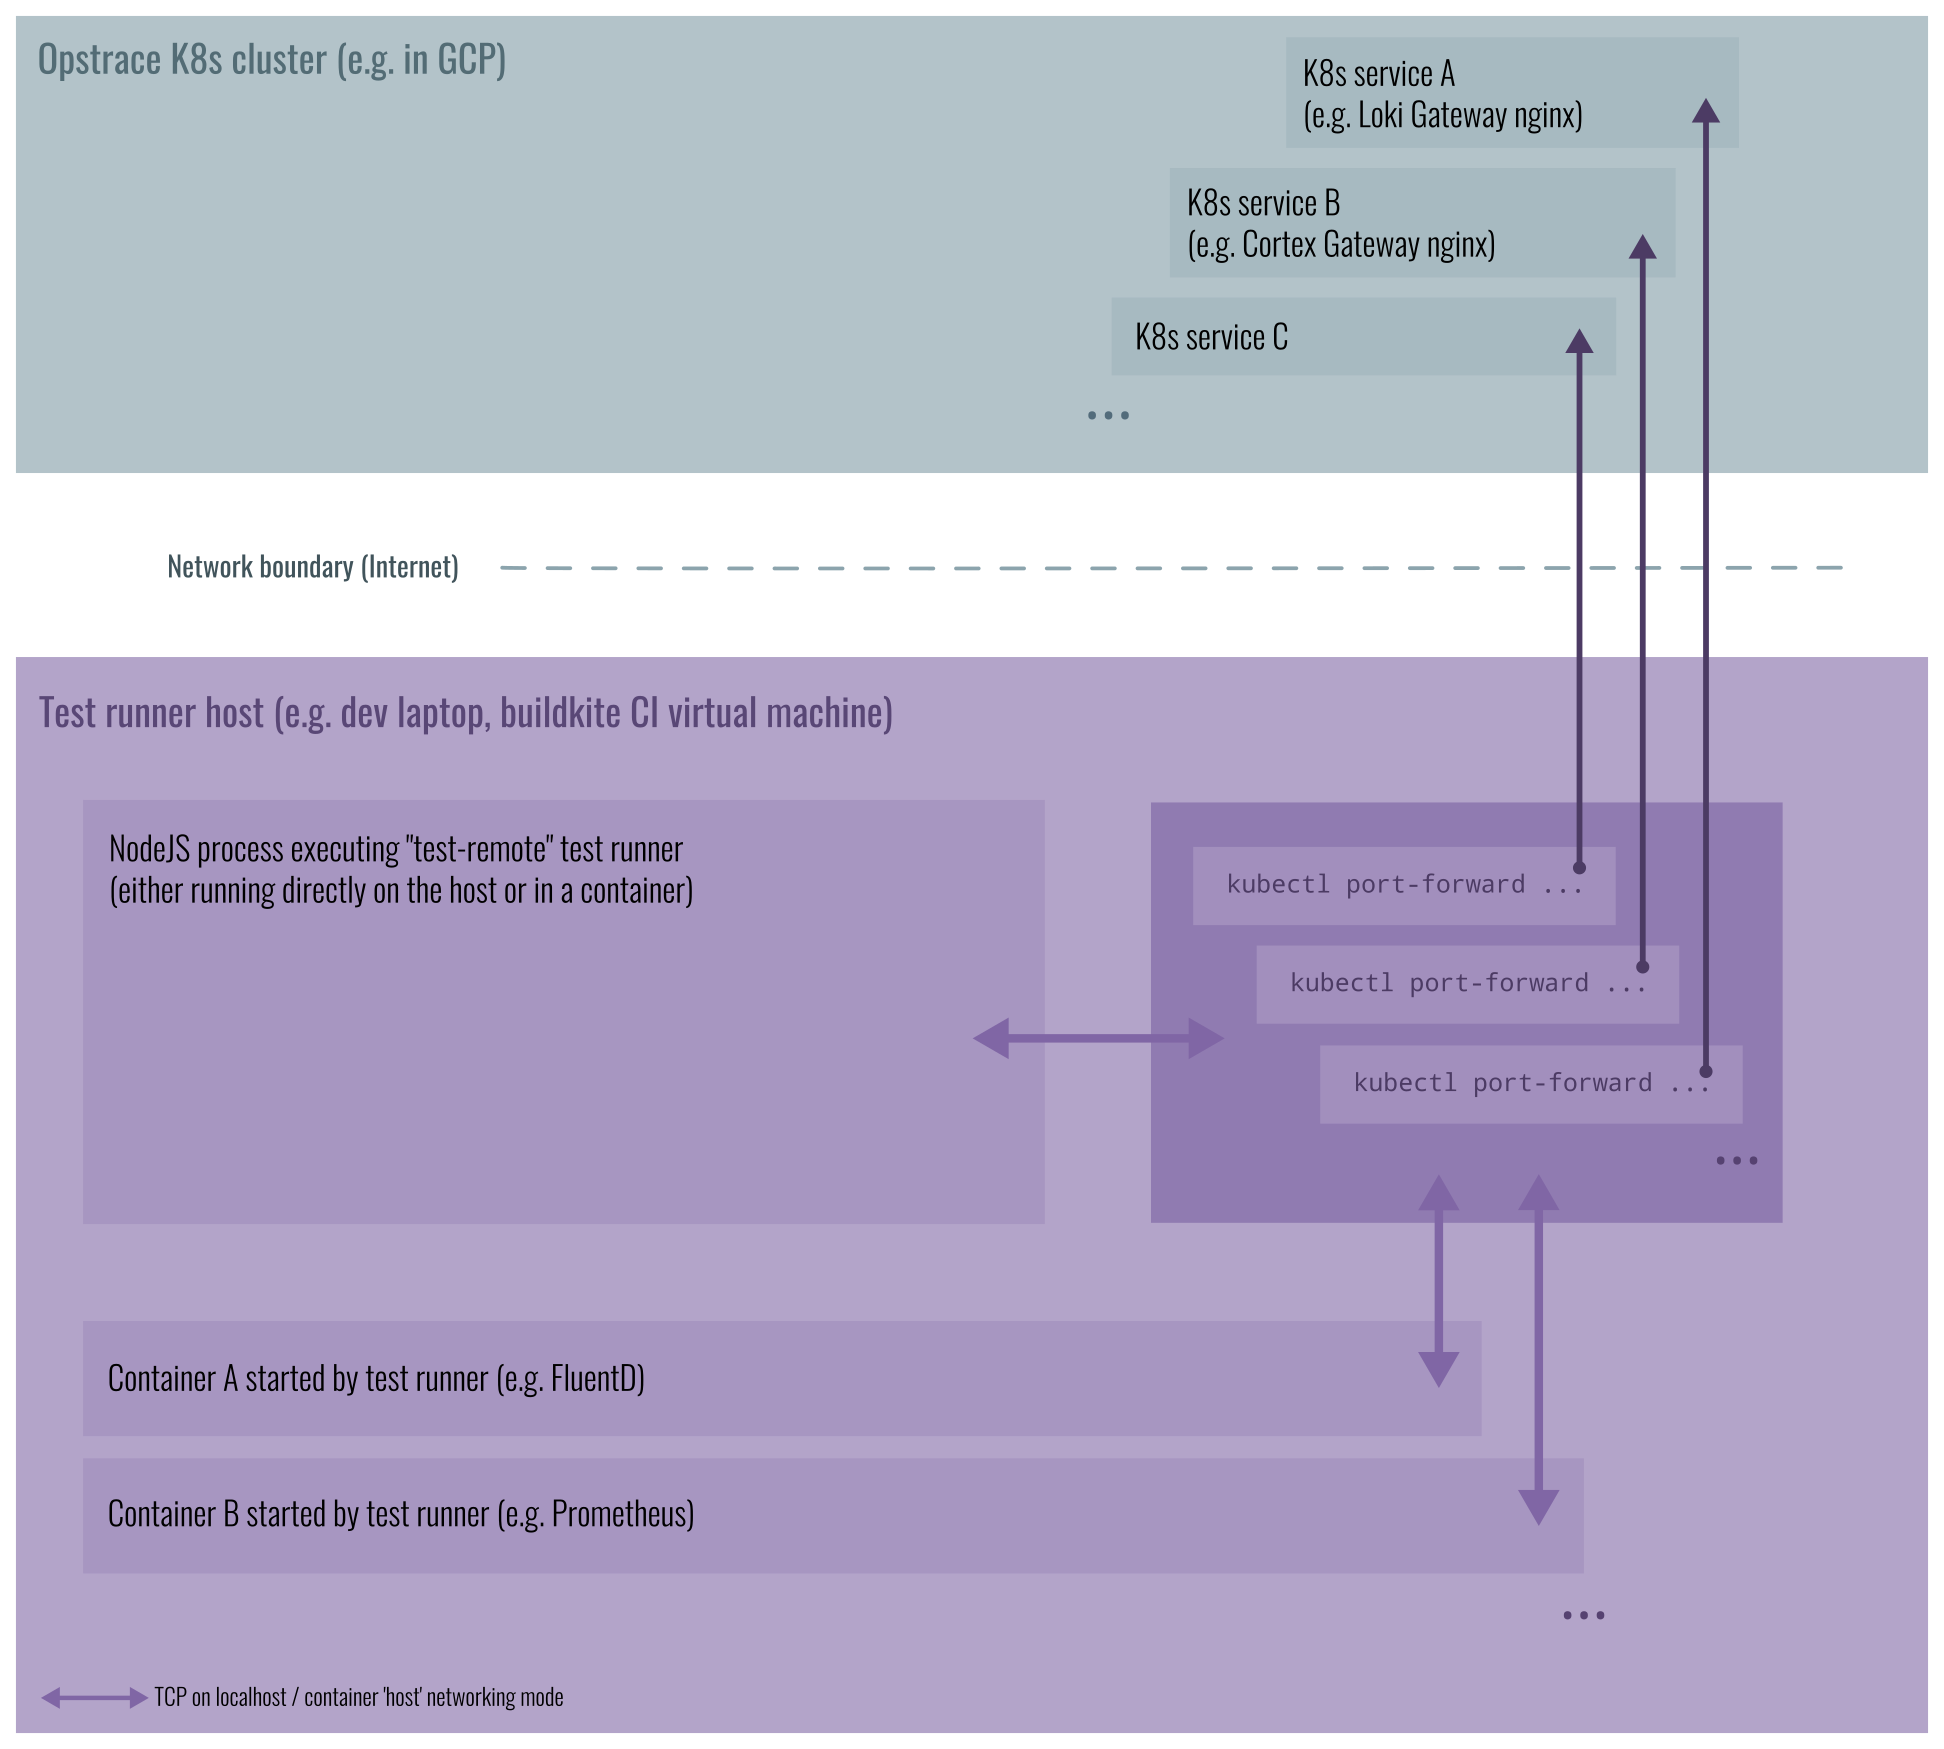 Opstrace K8s cluster (e.g. in GCP)
K8s service A
(e.g. Loki Gateway nginx)
K8s service B
(e.g. Cortex Gateway nginx)
K8s service C
...
Network boundary (Internet)
Test runner host (e.g. dev laptop, buildkite CI virtual machine)
NodeJS process executing "test-remote" test runner
(either running directly on the host or in a container)
kubectl port-forward ...
kubectl port-forward ...
kubectl port-forward ...
...
Container A started by test runner (e.g. FluentD)
Container B started by test runner (e.g. Prometheus)
...
TCP on localhost / container 'host' networking mode